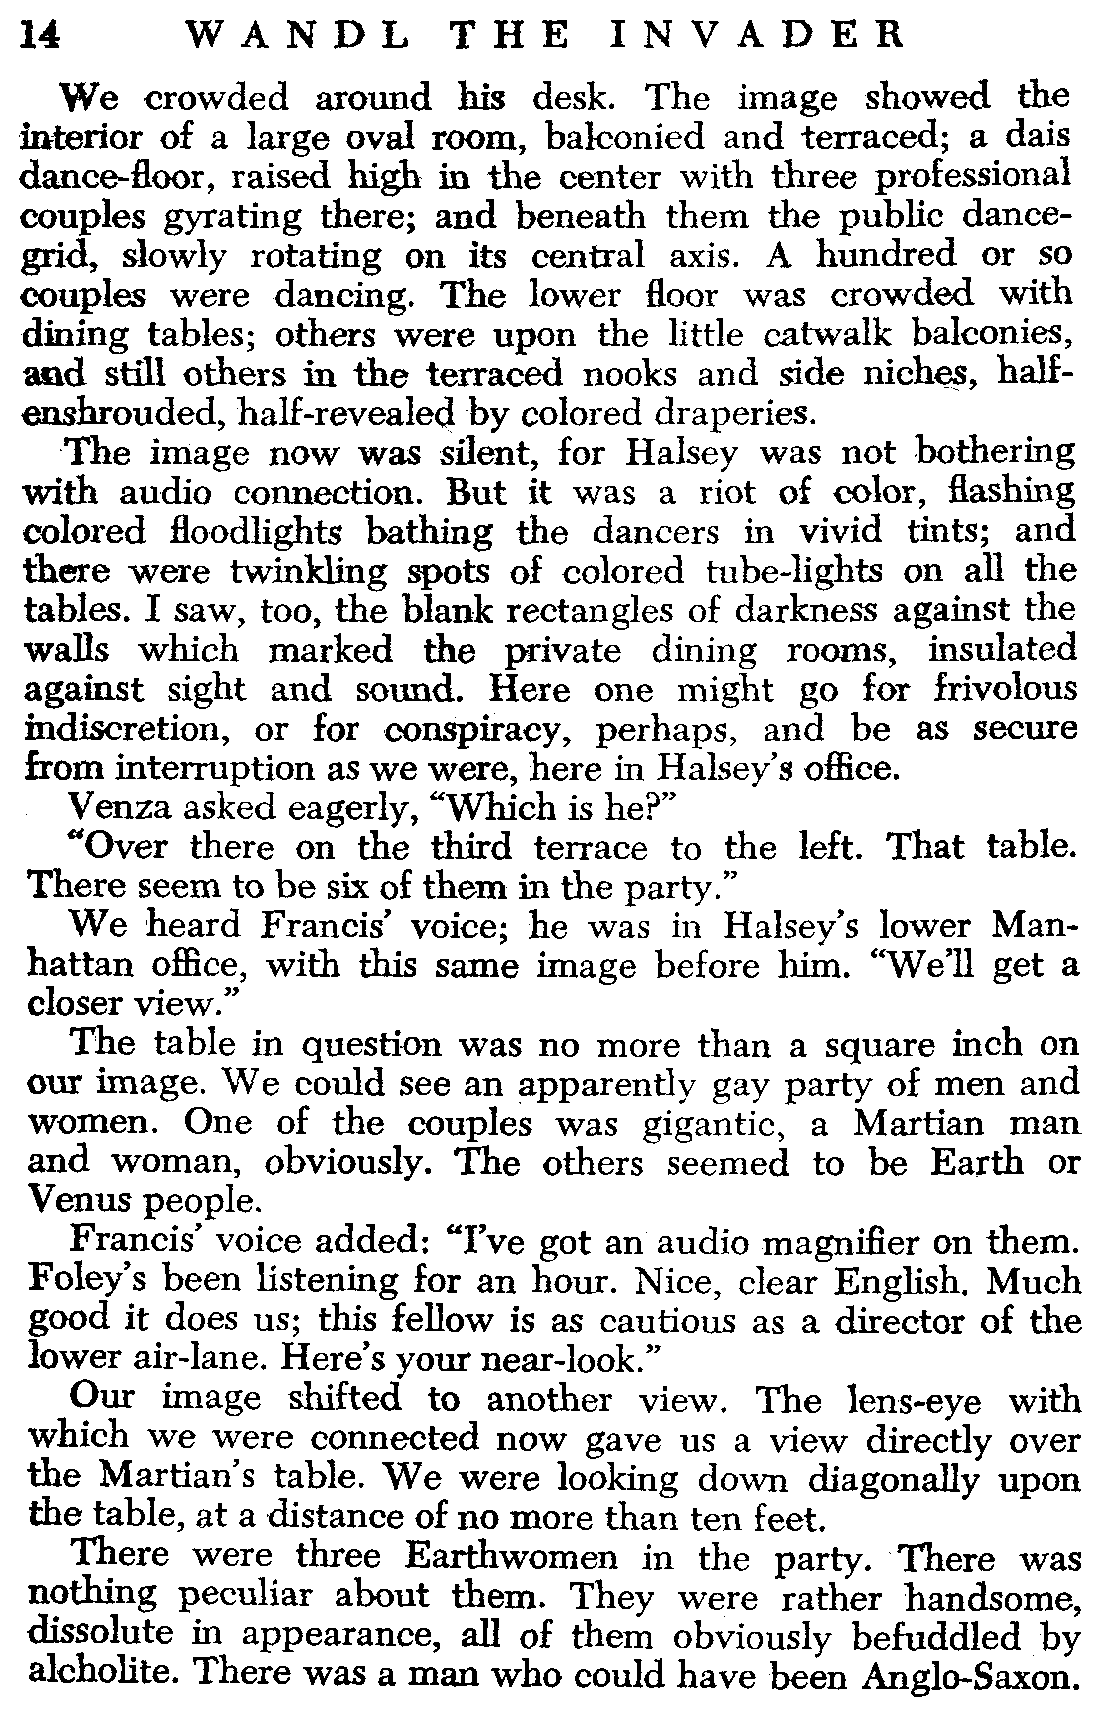 14 WANDL THE INVADER
We crowded around his desk. The image showed the
interior of a large oval room, balconied and terraced; a dais
dance-floor, raised high in the center with three professional
couples gyrating there; and beneath them the public dance-
grid, slowly rotating on its central axis. A hundred or so
couples were dancing. The lower floor was crowded with
dining tables; others were upon the little catwalk balconies,
and still others in the terraced nooks and side niches, half-
enshrouded, half-revealed by colored draperies.
The image now was silent, for Halsey was not bothering
with audio connection. But it was a riot of color, flashing
colored floodlights bathing the dancers in vivid tints; and
there were twinkling spots of colored tube-lights on all the
tables. I saw, too, the blank rectangles of darkness against the
walls which marked the private dining rooms, insulated
against sight and sound. Here one might go for frivolous
indiscretion, or for conspiracy, perhaps, and be as secure
from interruption as we were, here in Halsey's office.
Venza asked eagerly, "Which is he?"
"Over there on the third terrace to the left. That table.
There seem to be six of them in the party."
We heard Francis' voice; he was in Halsey's lower Man-
hattan office, with this same image before him. "We'll get a
closer view."
The table in question was no more than a square inch on
our image. We could see an apparently gay party of men and
women. One of the couples was gigantic, a Martian man
and woman, obviously. The others seemed to be Earth or
Venus people.
Francis' voice added: "I've got an audio magnifier on them.
Foley's been listening for an hour. Nice, clear English. Much
good it does us; this fellow is as cautious as a director of the
lower air-lane. Here's your near-look."
Our image shifted to another view. The lens-eye with
which we were connected now gave us a view directly over
the Martian's table. We were looking down diagonally upon
the table, at a distance of no more than ten feet.
There were three Earthwomen in the party. There was
nothing peculiar about them. They were rather handsome,
dissolute in appearance, all of them obviously befuddled by
alcholite. There was a man who could have been Anglo-Saxon.